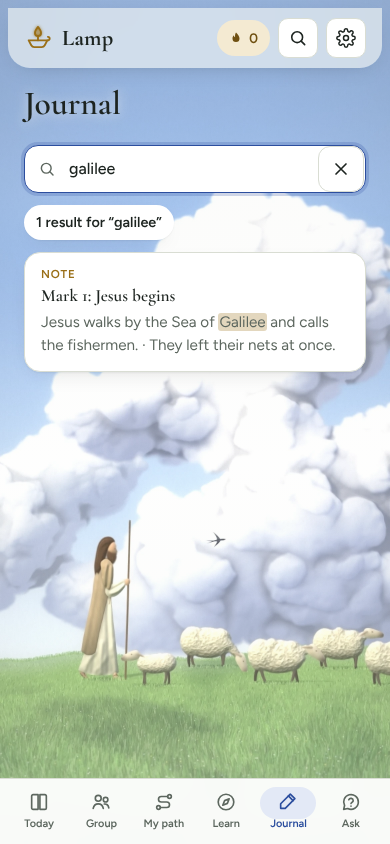 Lamp
0
Journal
galilee
1 result for “galilee”
NOTE
Mark 1: Jesus begins
Jesus walks by the Sea of Galilee and calls
the fishermen. · They left their nets at once.
Today
Group
My path
Learn
Journal
Ask